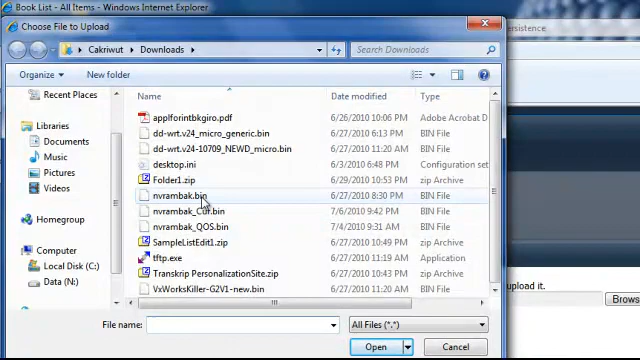 Book List - All Items - Windows Internet Explorer
Choose File to Upload
Cakriwut Downloads Search Downloads
Organize New folder
Name Date modified Type
Recent Places
Libraries
Documents
Music
Pictures
Videos
Homegroup
Computer
Local Disk (C:)
Data (N:)
applforintbkgiro.pdf 6/26/2010 10:06 PM Adobe Acrobat D
dd-wrt.v24_micro_generic.bin 6/27/2010 6:13 PM BIN File
dd-wrt.v24-10709_NEWD_micro.bin 6/27/2010 11:20 AM BIN File
desktop.ini 6/3/2010 6:48 PM Configuration set
Folder1.zip 6/29/2010 10:53 PM zip Archive
nvrambak.bin 6/27/2010 8:30 PM BIN File
nvrambak_Cur.bin 7/6/2010 9:42 PM BIN File
nvrambak_QOS.bin 7/4/2010 9:31 AM BIN File
SampleListEdit1.zip 6/27/2010 10:49 PM zip Archive
tftp.exe 6/27/2010 11:19 AM Application
Transkrip PersonalizationSite.zip 6/27/2010 10:23 PM zip Archive
VxWorksKiller-G2V1-new.bin 6/27/2010 11:20 AM BIN File
File name: All Files (*.*)
Open Cancel
ersistence
upload it.
Brows